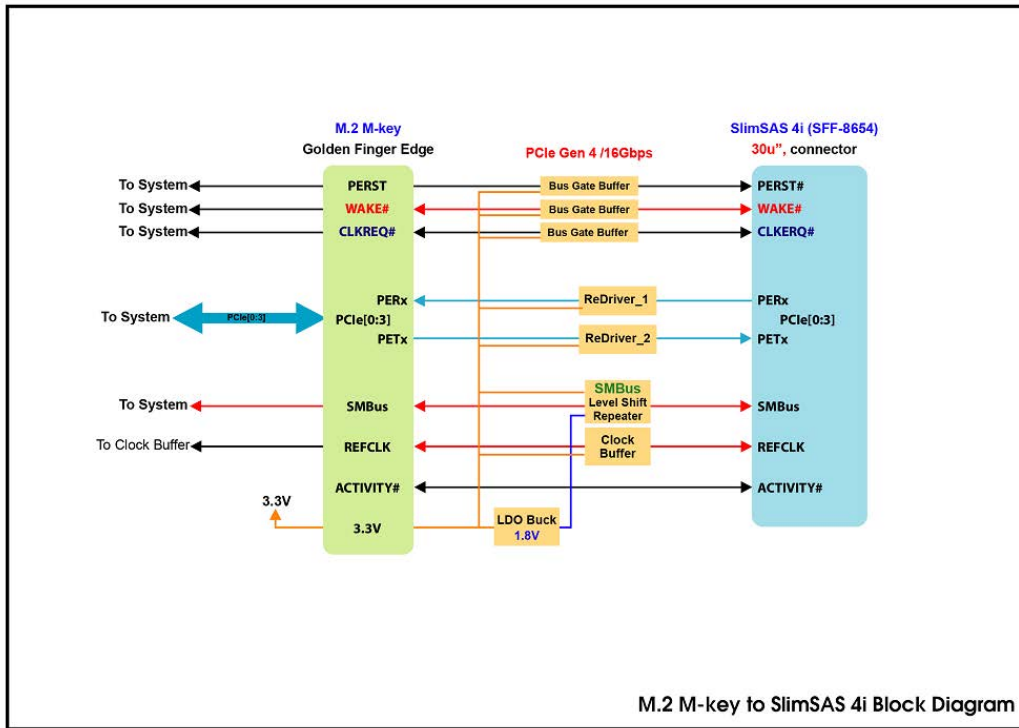 M.2 M-key
Golden Finger Edge
PCIe Gen 4 /16Gbps
SlimSAS 4i (SFF-8654)
30u”, connector
To System
PERST
Bus Gate Buffer
PERST#
To System
WAKE#
Bus Gate Buffer
WAKE#
To System
CLKREQ#
Bus Gate Buffer
CLKERQ#
PERx
ReDriver_1
PERx
To System
PCIe[0:3]
PCIe[0:3]
PCIe[0:3]
PETx
ReDriver_2
PETx
To System
SMBus
SMBus
Level Shift
Repeater
SMBus
To Clock Buffer
REFCLK
Clock
Buffer
REFCLK
ACTIVITY#
ACTIVITY#
3.3V
3.3V
LDO Buck
1.8V
M.2 M-key to SlimSAS 4i Block Diagram